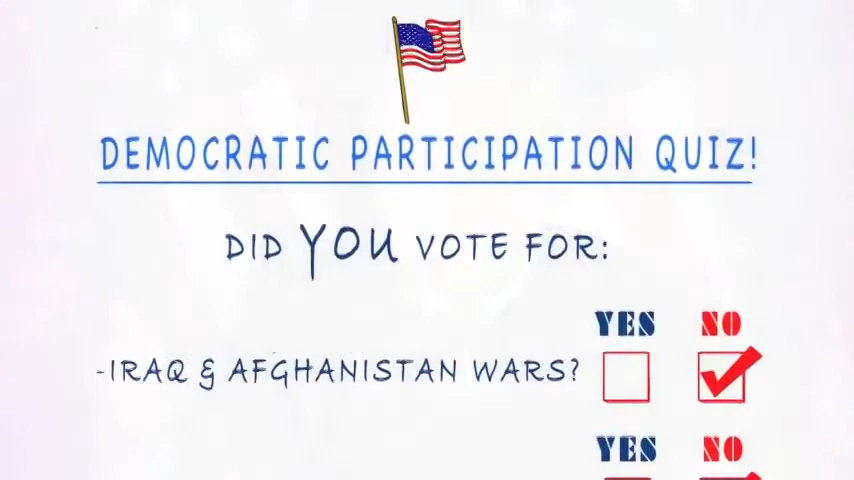 DEMOCRATIC PARTICIPATION QUIZ!
DID YOU VOTE FOR:
YES NO
-IRAQ & AFGHANISTAN WARS?
YES NO